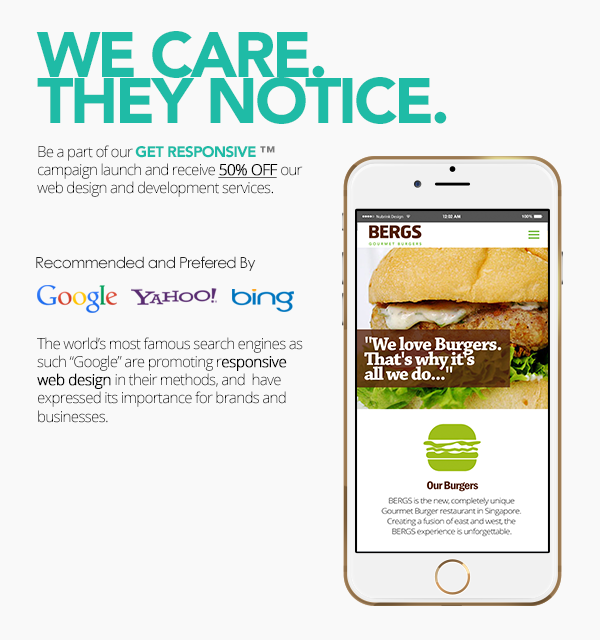 WE CARE.
THEY NOTICE.
Be a part of our GET RESPONSIVE ™
campaign launch and receive 50% OFF our
web design and development services.
Recommended and Prefered By
Google YAHOO! bing
The world's most famous search engines as
such “Google” are promoting responsive
web design in their methods, and have
expressed its importance for brands and
businesses.
Nubrink Design 12:02 AM 100%
BERGS
GOURMET BURGERS
"We love Burgers.
That's why it's
all we do..."
Our Burgers
BERGS is the new, completely unique
Gourmet Burger restaurant in Singapore.
Creating a fusion of east and west, the
BERGS experience is unforgettable.